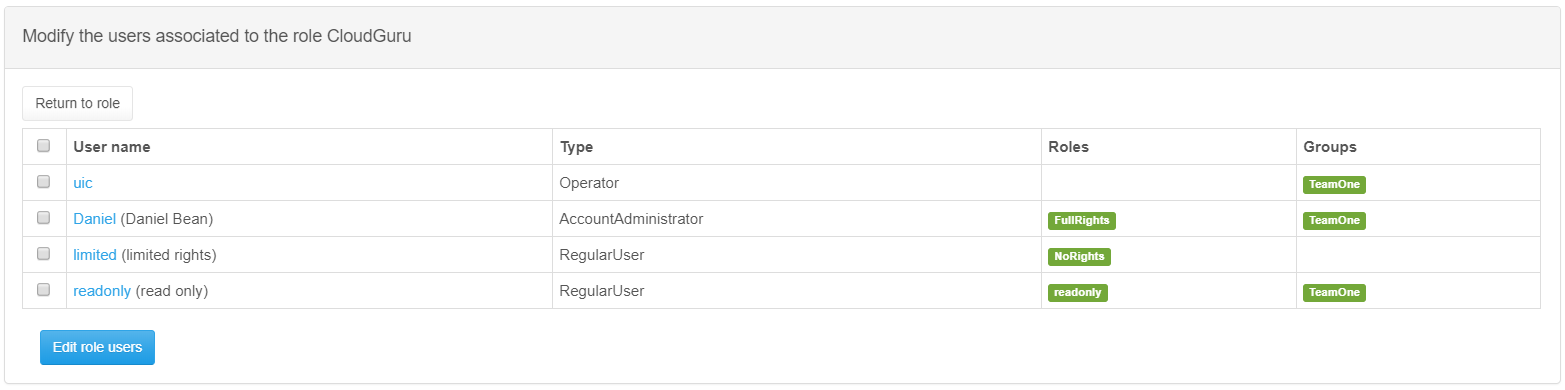 Modify the users associated to the role CloudGuru
Return to role
User name Type Roles Groups
uic Operator TeamOne
Daniel (Daniel Bean) AccountAdministrator FullRights TeamOne
limited (limited rights) RegularUser NoRights
readonly (read only) RegularUser readonly TeamOne
Edit role users